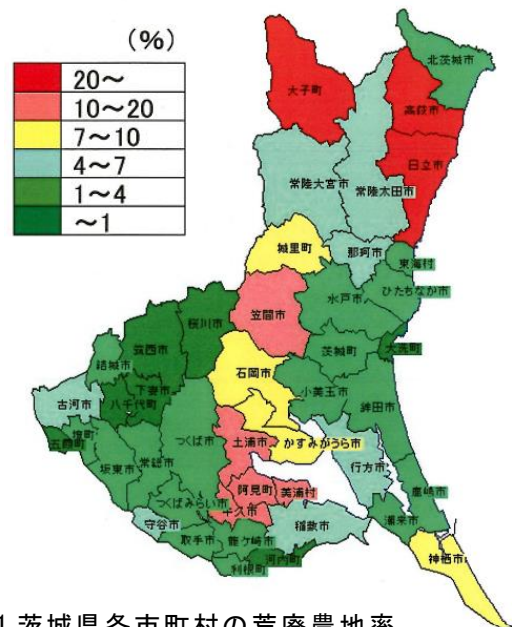 (%)
20～
10～20
7～10
4～7
1～4
～1
北茨城市
大子町
高萩市
日立市
常陸大宮市
常陸太田市
城里町
那珂市
東海村
ひたちなか市
水戸市
笠間市
桜川市
筑西市
結城市
茨城町
大洗町
石岡市
小美玉市
鉾田市
下妻市
八千代町
古河市
境町
五霞町
つくば市
土浦市
かすみがうら市
行方市
坂東市
常総市
阿見町
美浦村
つくばみらい市
牛久市
稲敷市
鹿嶋市
潮来市
守谷市
取手市
龍ケ崎市
河内町
利根町
神栖市
1 茨城県各市町村の荒廃農地率